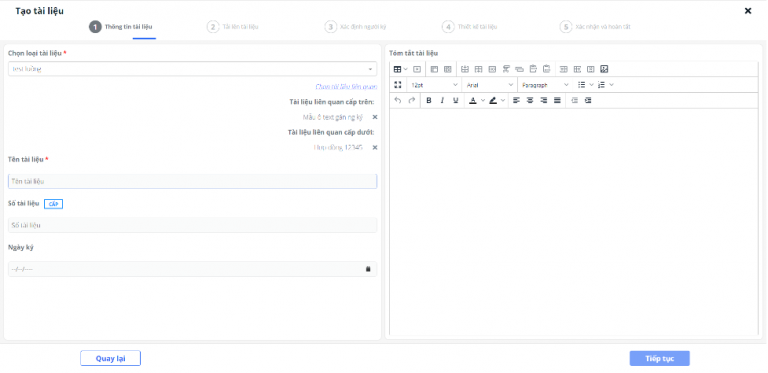 Tạo tài liệu
1 Thông tin tài liệu
2 Tải lên tài liệu
3 Xác định người ký
4 Thiết kế tài liệu
5 Xác nhận và hoàn tất
Chọn loại tài liệu *
test luồng
Chọn tài liệu liên quan
Tài liệu liên quan cấp trên:
Mẫu ô text gán ng ký
Tài liệu liên quan cấp dưới:
Hợp đồng_12345
Tên tài liệu *
Tên tài liệu
Số tài liệu CẤP
Số tài liệu
Ngày ký
--/--/----
Tóm tắt tài liệu
12pt Arial Paragraph
B I U A
Quay lại
Tiếp tục